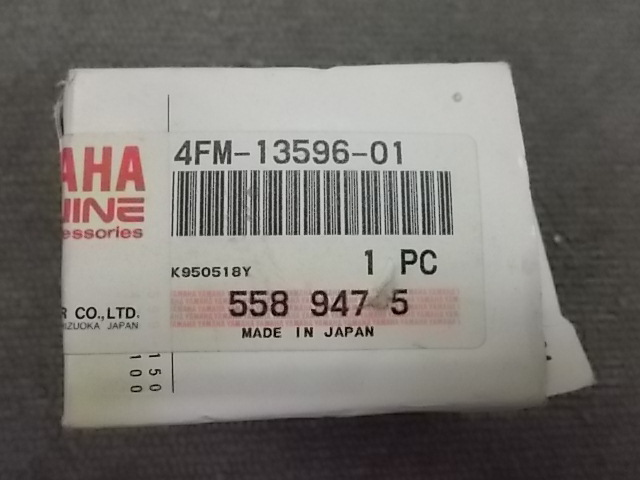 AHA
UINE
essories
4FM-13596-01
K950518Y
1 PC
558 947 5
R CO.,LTD.
IZUOKA JAPAN
MADE IN JAPAN
150
100